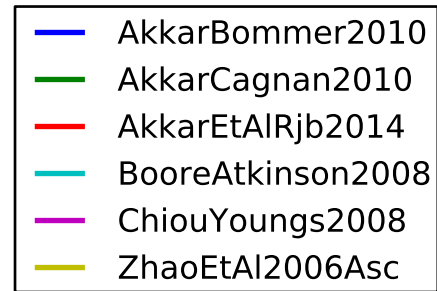 AkkarBommer2010
AkkarCagnan2010
AkkarEtAlRjb2014
BooreAtkinson2008
ChiouYoungs2008
ZhaoEtAl2006Asc